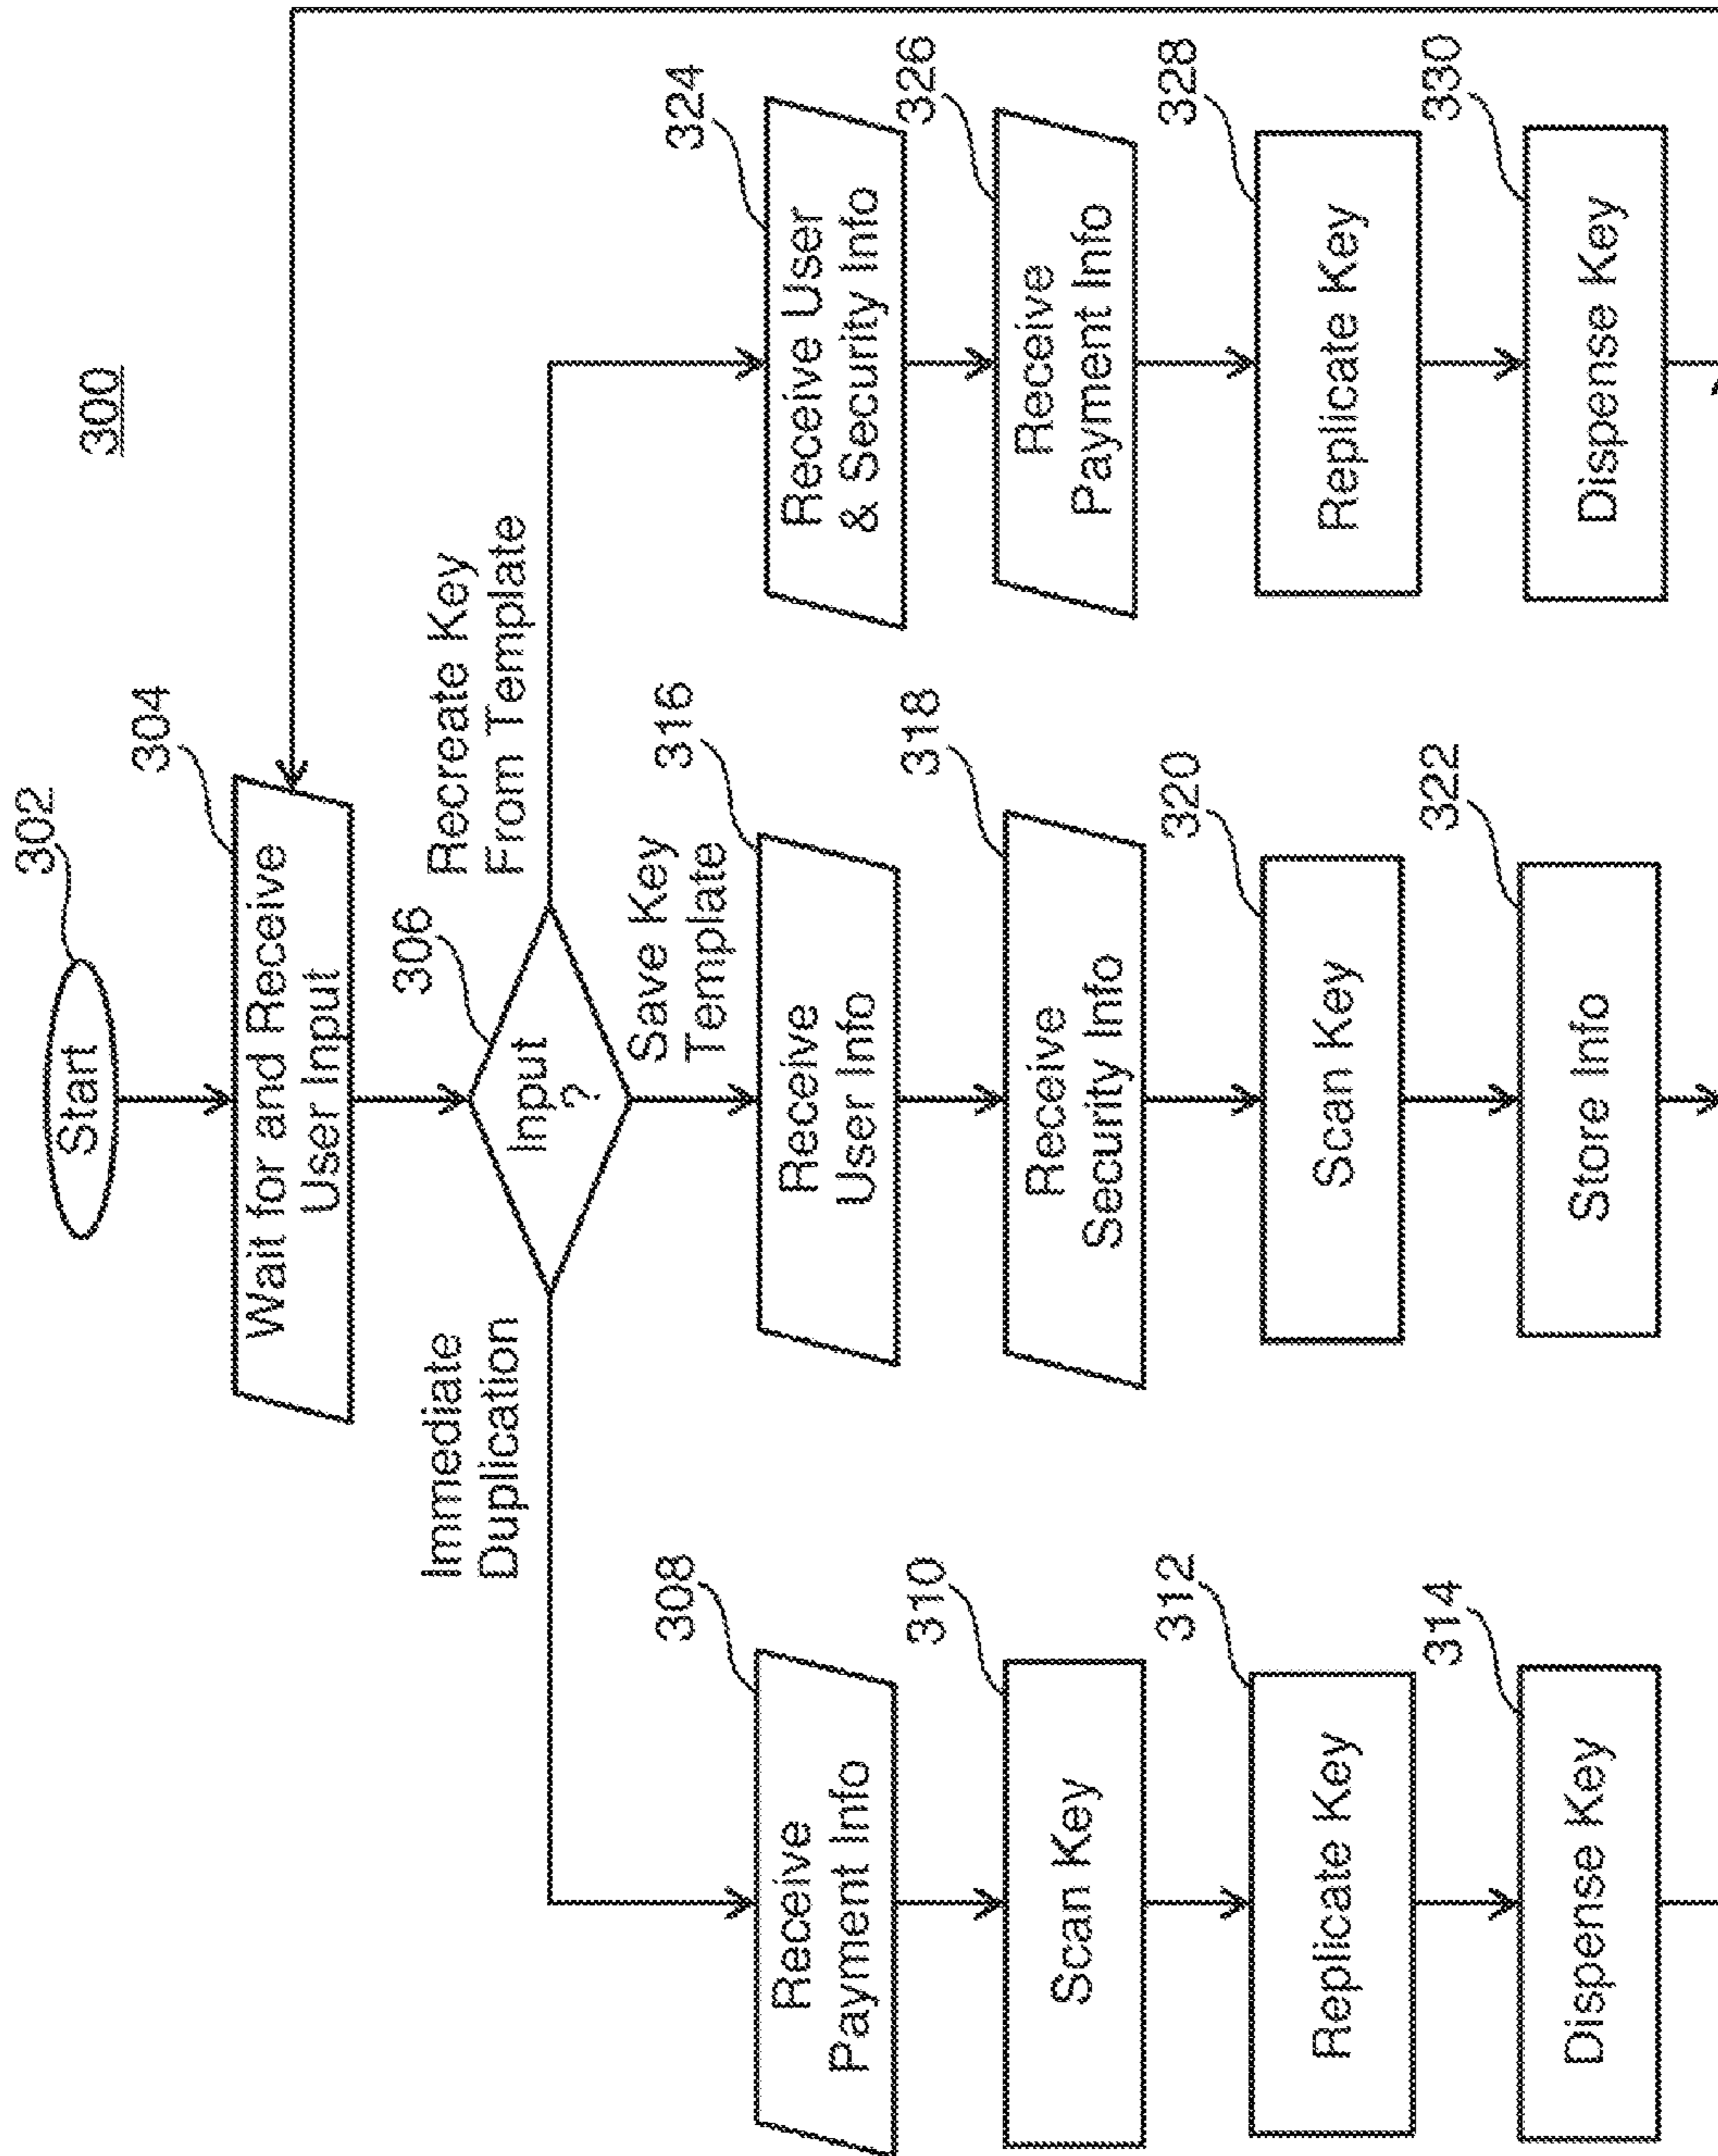 300
302
Start
304
Wait for and Receive
User Input
306
Input
?
Immediate
Duplication
Save Key
Template
Recreate Key
From Template
308
Receive
Payment Info
310
Scan Key
312
Replicate Key
314
Dispense Key
316
Receive
User Info
318
Receive
Security Info
320
Scan Key
322
Store Info
324
Receive User
& Security Info
326
Receive
Payment Info
328
Replicate Key
330
Dispense Key